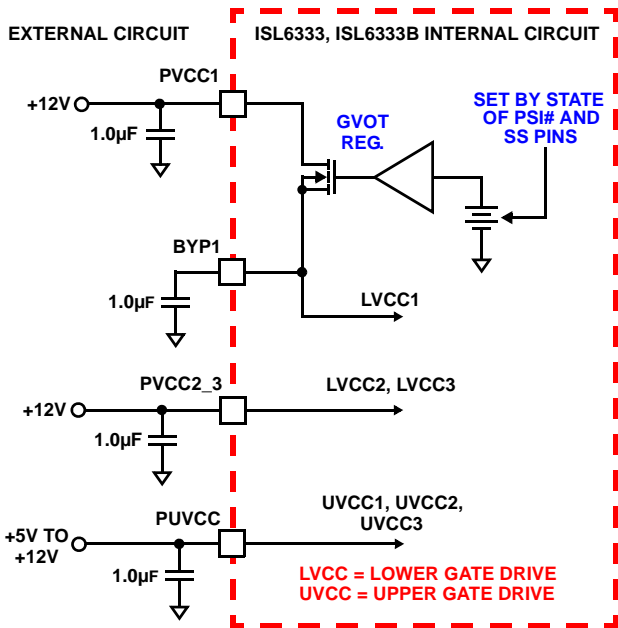 EXTERNAL CIRCUIT
ISL6333, ISL6333B INTERNAL CIRCUIT
PVCC1
+12V
1.0µF
GVOT
REG.
SET BY STATE
OF PSI# AND
SS PINS
BYP1
1.0µF
LVCC1
PVCC2_3
+12V
1.0µF
LVCC2, LVCC3
PUVCC
+5V TO
+12V
1.0µF
UVCC1, UVCC2,
UVCC3
LVCC = LOWER GATE DRIVE
UVCC = UPPER GATE DRIVE